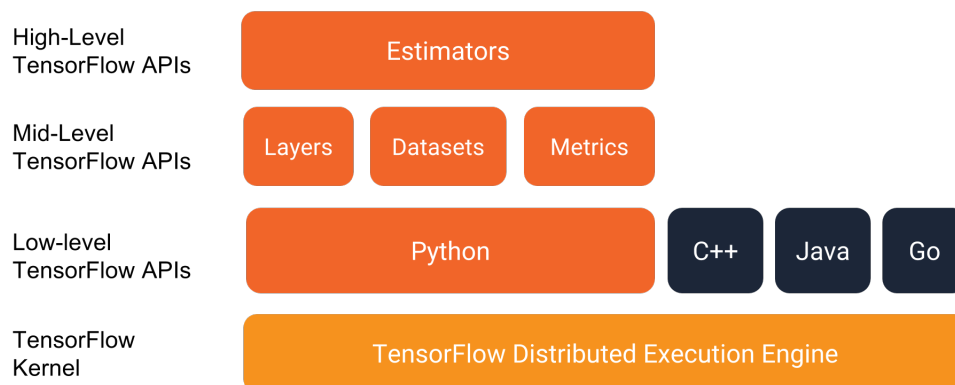 High-Level
TensorFlow APIs
Estimators
Mid-Level
TensorFlow APIs
Layers
Datasets
Metrics
Low-level
TensorFlow APIs
Python
C++
Java
Go
TensorFlow
Kernel
TensorFlow Distributed Execution Engine